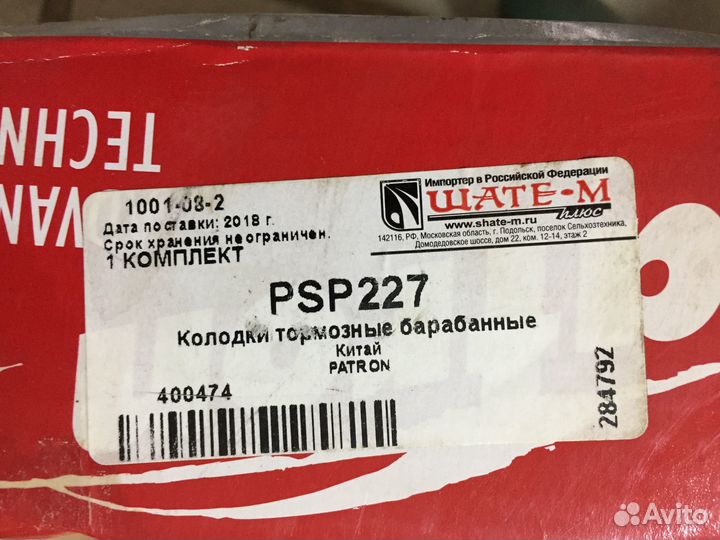 TECHN
VAN
1001-08-2
Дата поставки: 2018 г.
Срок хранения не ограничен.
1 КОМПЛЕКТ
Импортер в Российской Федерации
ШАТЕ-М
плюс
www.shate-m.ru
142116, РФ, Московская область, г. Подольск, поселок Сельхозтехника,
Домодедовское шоссе, дом 22, ком. 12-14, этаж 2
PSP227
Колодки тормозные барабанные
Китай
PATRON
400474
284792
Avito